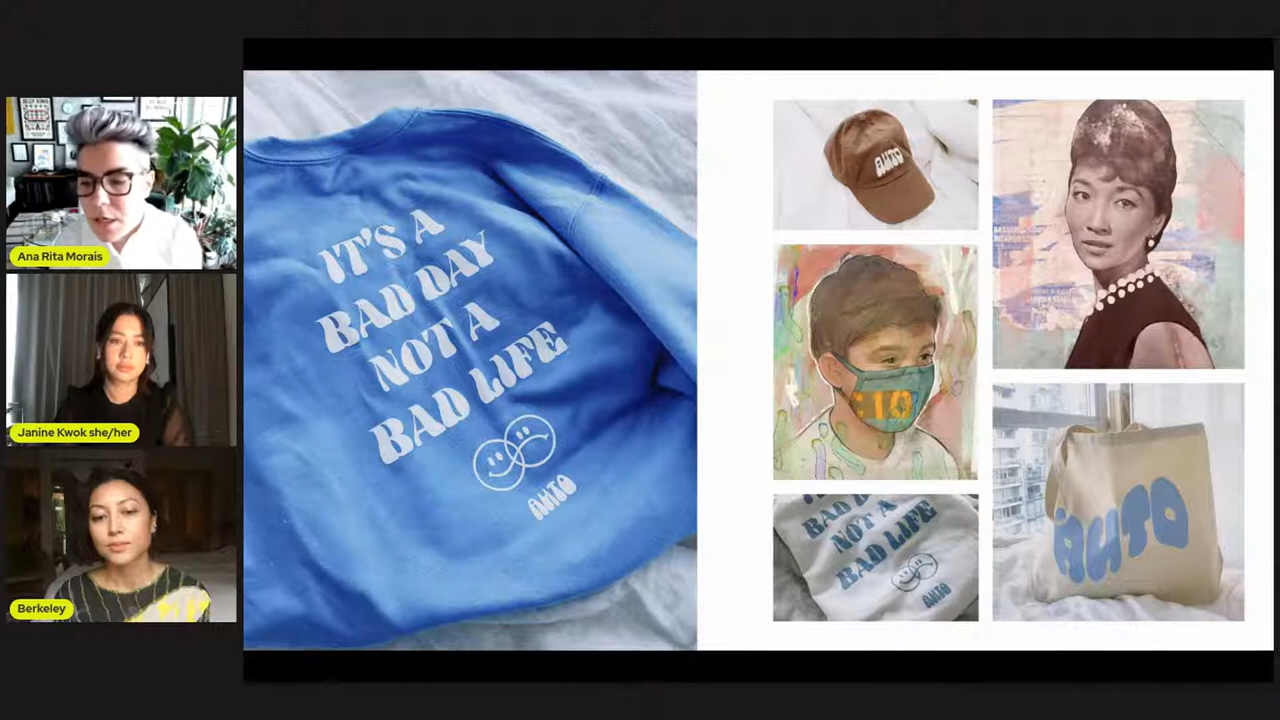 Ana Rita Morais
Janine Kwok she/her
Berkeley
IT'S A
BAD DAY
NOT A
BAD LIFE
AUTO
AUTO
:10
BAD
NOT A
BAD LIFE
AUTO
AUTO